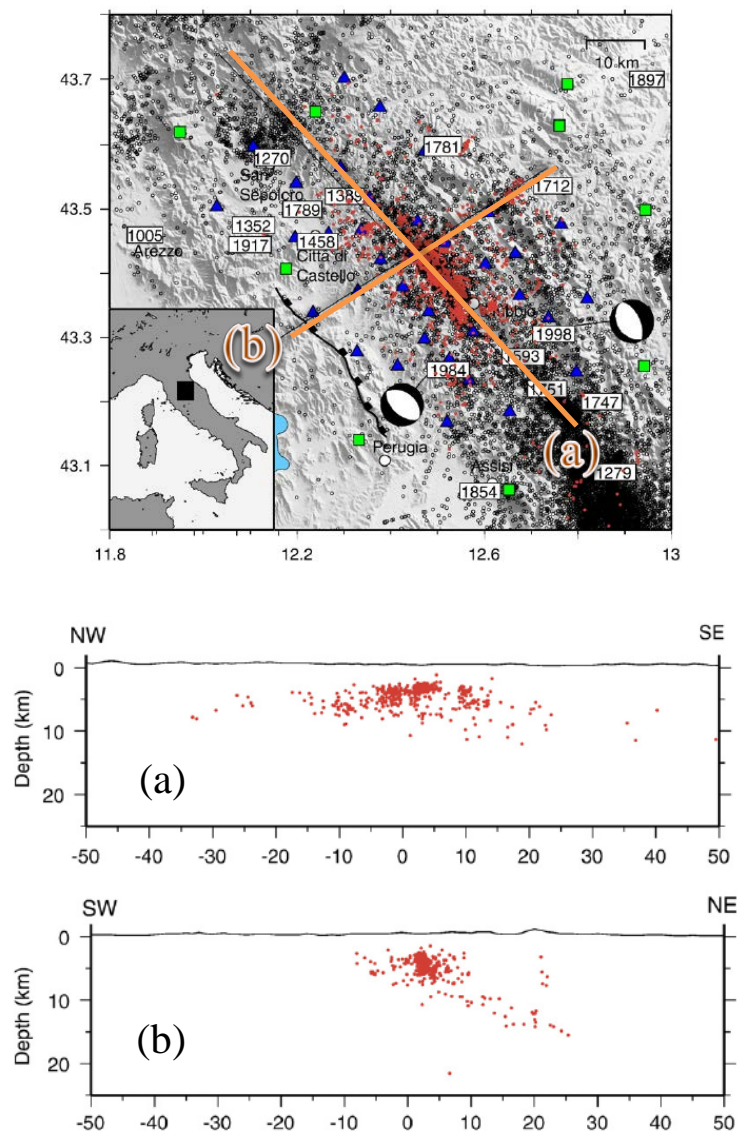 43.7
43.5
43.3
43.1
11.8
12.2
12.6
13
10 km
1897
1781
1270
San
Sepolcro
1389
1712
1789
1352
1005
Arezzo
1917
1458
Città di
Castello
(b)
1998
1984
1751
1747
Perugia
(a)
Assisi
1279
1854
NW
SE
Depth (km)
0
10
20
(a)
-50
-40
-30
-20
-10
0
10
20
30
40
50
SW
NE
Depth (km)
0
10
20
(b)
-50
-40
-30
-20
-10
0
10
20
30
40
50